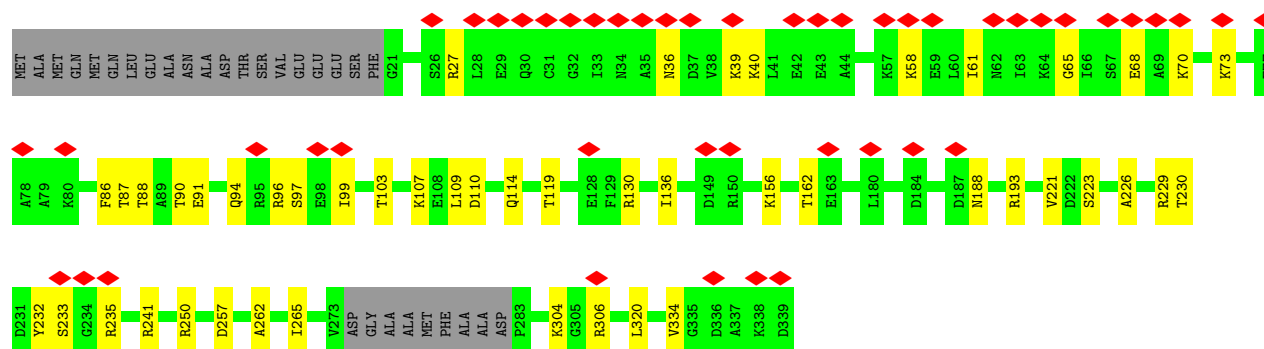 MET ALA MET GLN MET GLN LEU GLU ALA ASN ALA ASP THR SER VAL GLU GLU GLU SER PHE G21 S26 R27 L28 E29 Q30 C31 G32 I33 N34 A35 N36 D37 V38 K39 K40 L41 E42 E43 A44 K57 K58 E59 L60 I61 N62 I63 K64 G65 I66 S67 E68 A69 K70 K73
A78 A79 K80 F86 T87 T88 A89 T90 E91 Q94 R95 R96 S97 E98 I99 T103 K107 E108 L109 D110 Q114 T119 E128 F129 R130 I136 D149 R150 K156 T162 E163 L180 D184 D187 N188 R193 V221 D222 S223 A226 R229 T230
D231 Y232 S233 G234 R235 R241 R250 D257 A262 I265 V273 ASP GLY ALA ALA MET PHE ALA ALA ASP P283 K304 G305 R306 L320 V334 G335 D336 A337 K338 D339